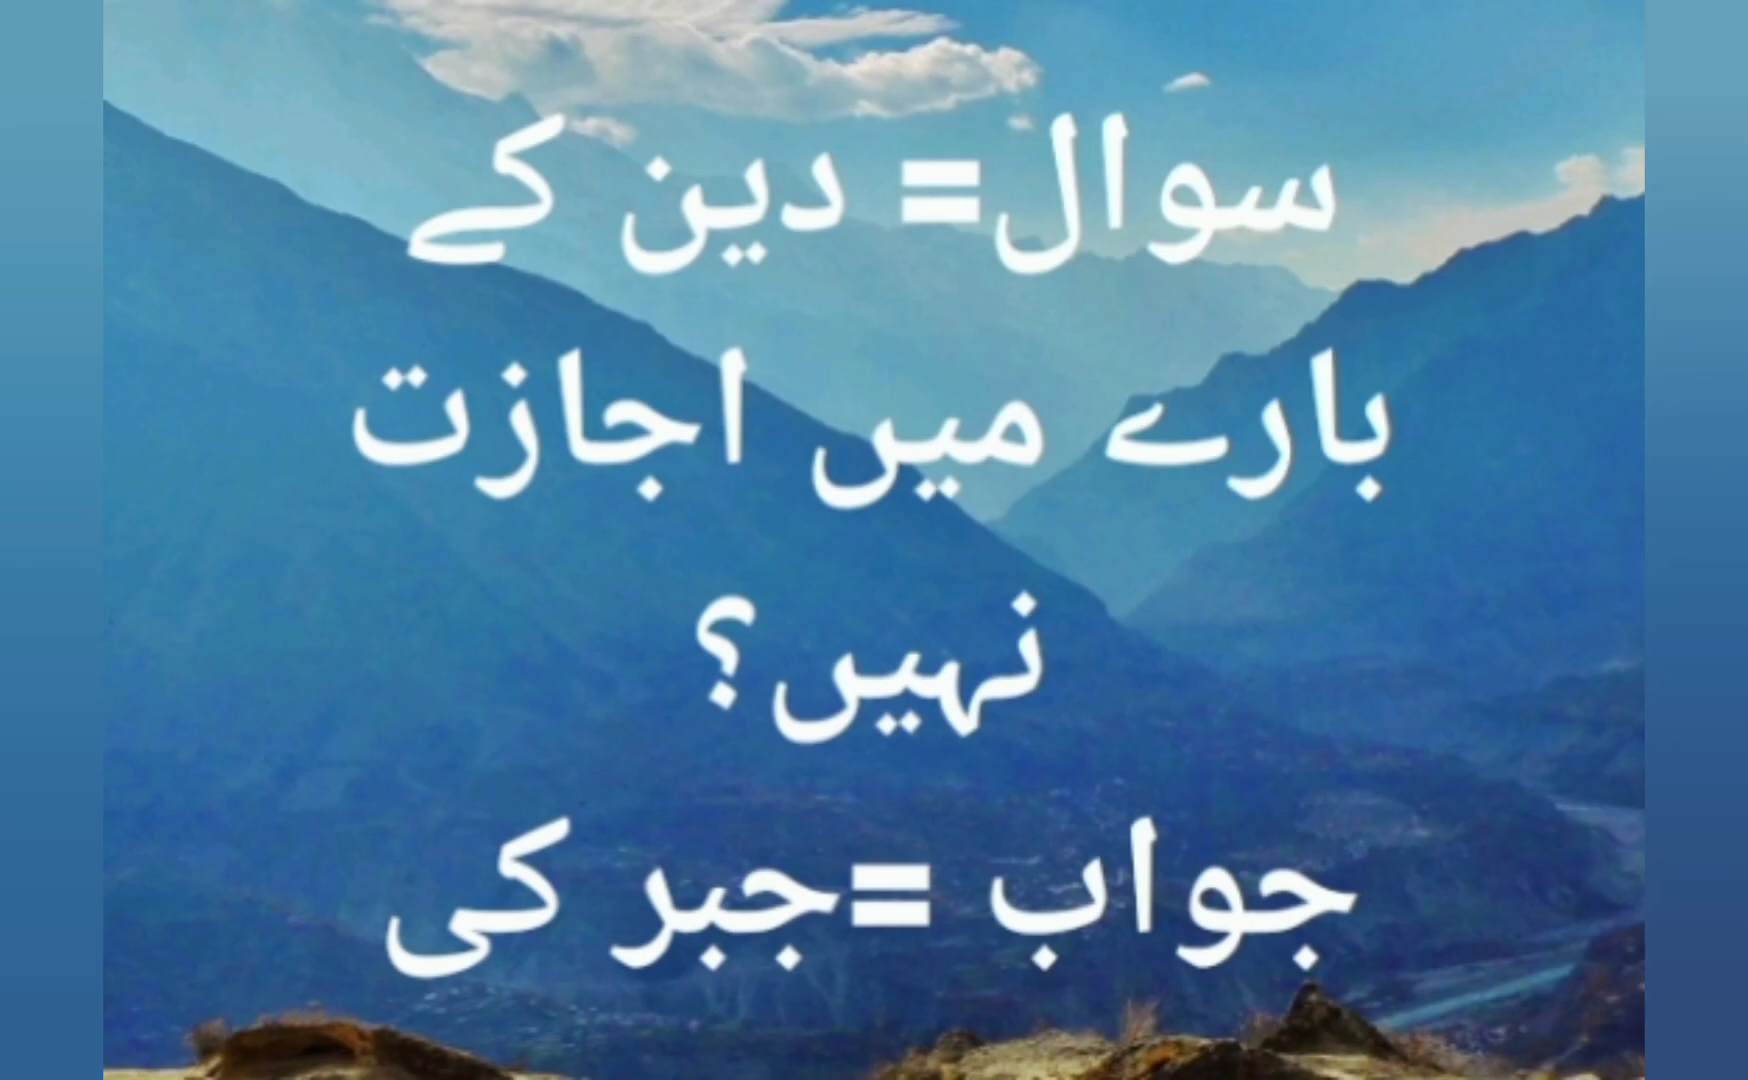 سوال= دین کے
بارے میں اجازت
نہیں؟
جواب =جبر کی